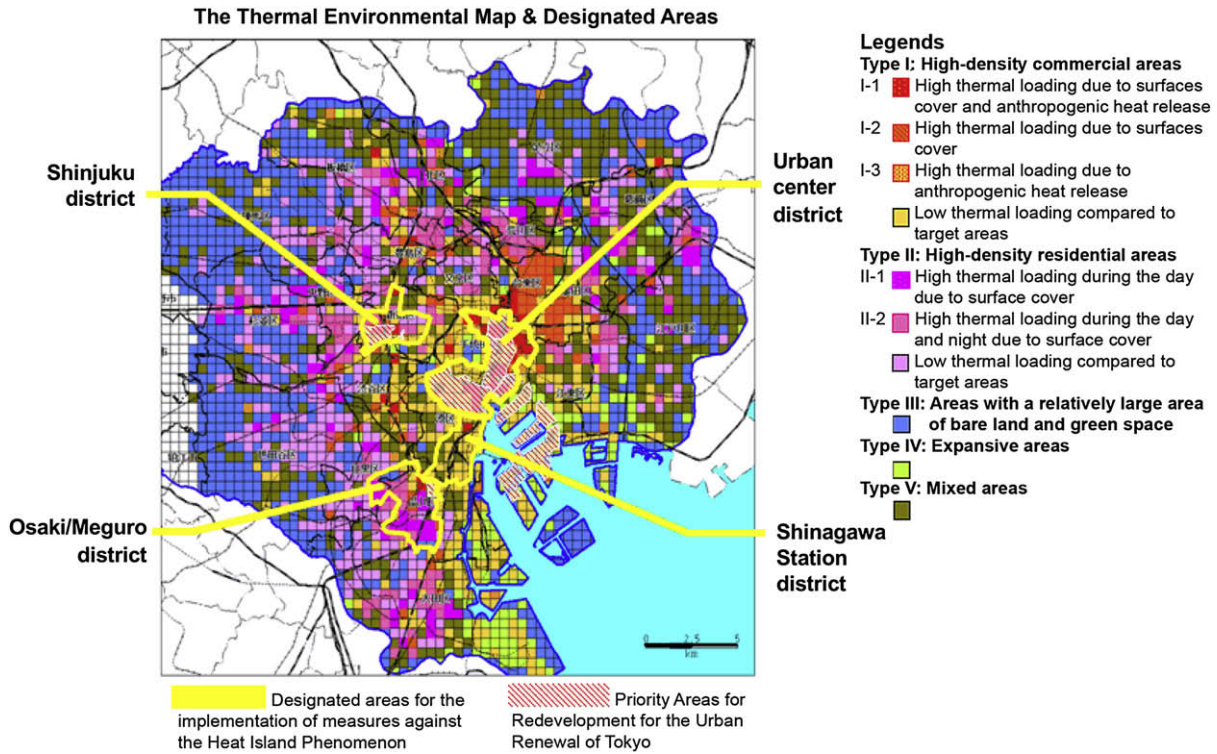 The Thermal Environmental Map & Designated Areas
Shinjuku
district
Urban
center
district
Osaki/Meguro
district
Shinagawa
Station
district
0 2.5 5
km
Legends
Type I: High-density commercial areas
I-1 High thermal loading due to surfaces
cover and anthropogenic heat release
I-2 High thermal loading due to surfaces
cover
I-3 High thermal loading due to
anthropogenic heat release
Low thermal loading compared to
target areas
Type II: High-density residential areas
II-1 High thermal loading during the day
due to surface cover
II-2 High thermal loading during the day
and night due to surface cover
Low thermal loading compared to
target areas
Type III: Areas with a relatively large area
of bare land and green space
Type IV: Expansive areas
Type V: Mixed areas
Designated areas for the
implementation of measures against
the Heat Island Phenomenon
Priority Areas for
Redevelopment for the Urban
Renewal of Tokyo